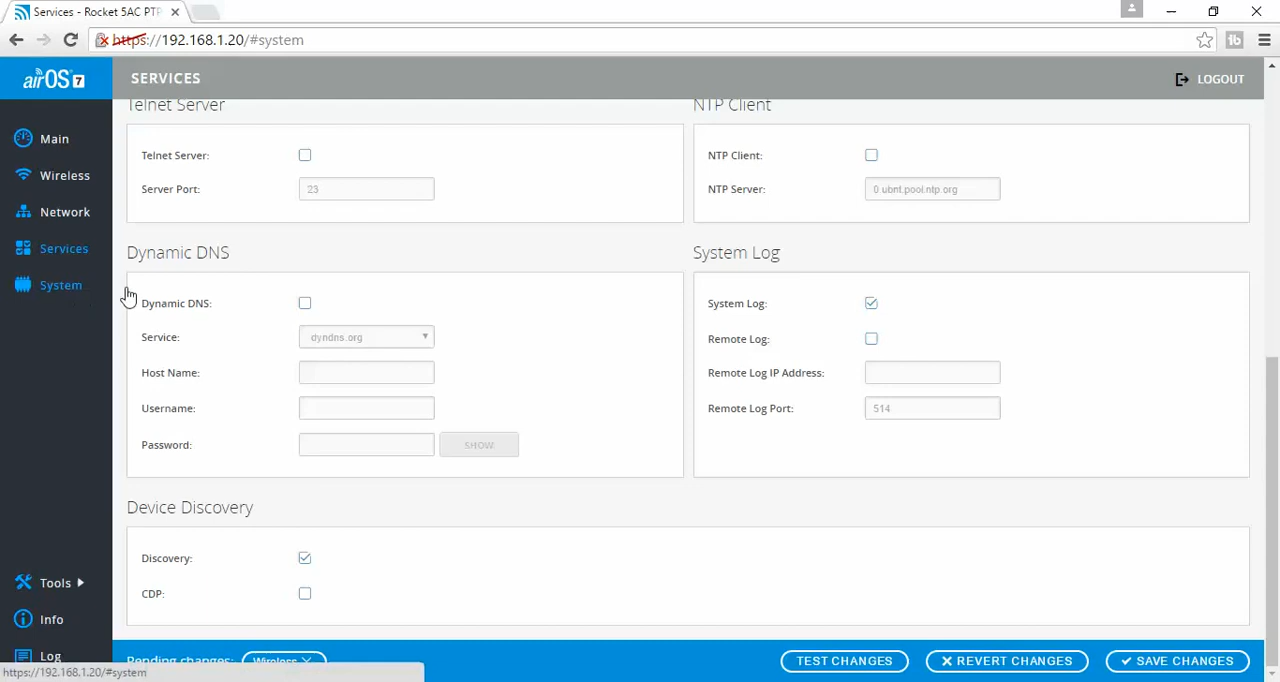 Services - Rocket 5AC PTP
https://192.168.1.20/#system
airOS 7
SERVICES
LOGOUT
Main
Wireless
Network
Services
System
Tools
Info
Log
Telnet Server
Telnet Server:
Server Port: 23
NTP Client
NTP Client:
NTP Server: 0.ubnt.pool.ntp.org
Dynamic DNS
Dynamic DNS:
Service: dyndns.org
Host Name:
Username:
Password: SHOW
System Log
System Log:
Remote Log:
Remote Log IP Address:
Remote Log Port: 514
Device Discovery
Discovery:
CDP:
Pending changes: Wireless
TEST CHANGES
REVERT CHANGES
SAVE CHANGES
https://192.168.1.20/#system